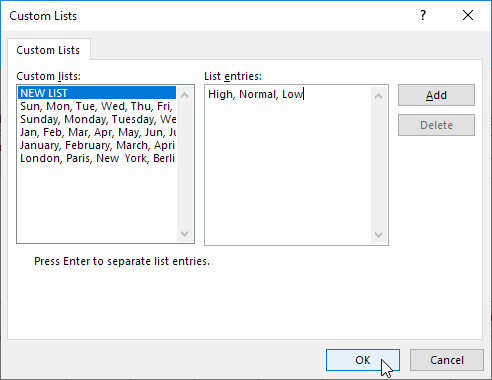 Custom Lists
?
Custom Lists
Custom lists:
NEW LIST
Sun, Mon, Tue, Wed, Thu, Fri,
Sunday, Monday, Tuesday, We
Jan, Feb, Mar, Apr, May, Jun, Ju
January, February, March, April
London, Paris, New York, Berli
List entries:
High, Normal, Low
Add
Delete
Press Enter to separate list entries.
OK
Cancel